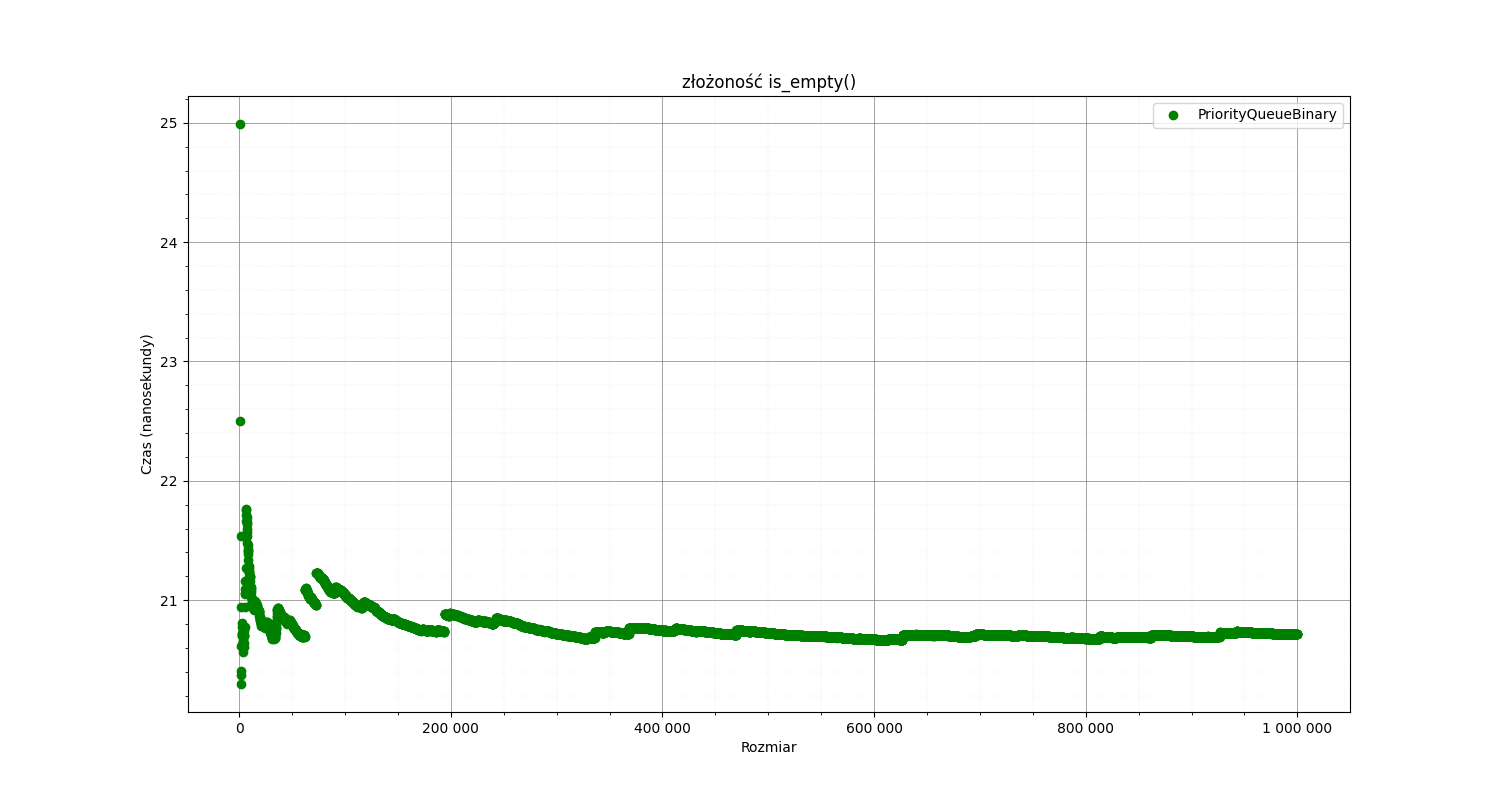 złożoność is_empty()
PriorityQueueBinary
Czas (nanosekundy)
25
24
23
22
21
0
200 000
400 000
600 000
800 000
1 000 000
Rozmiar